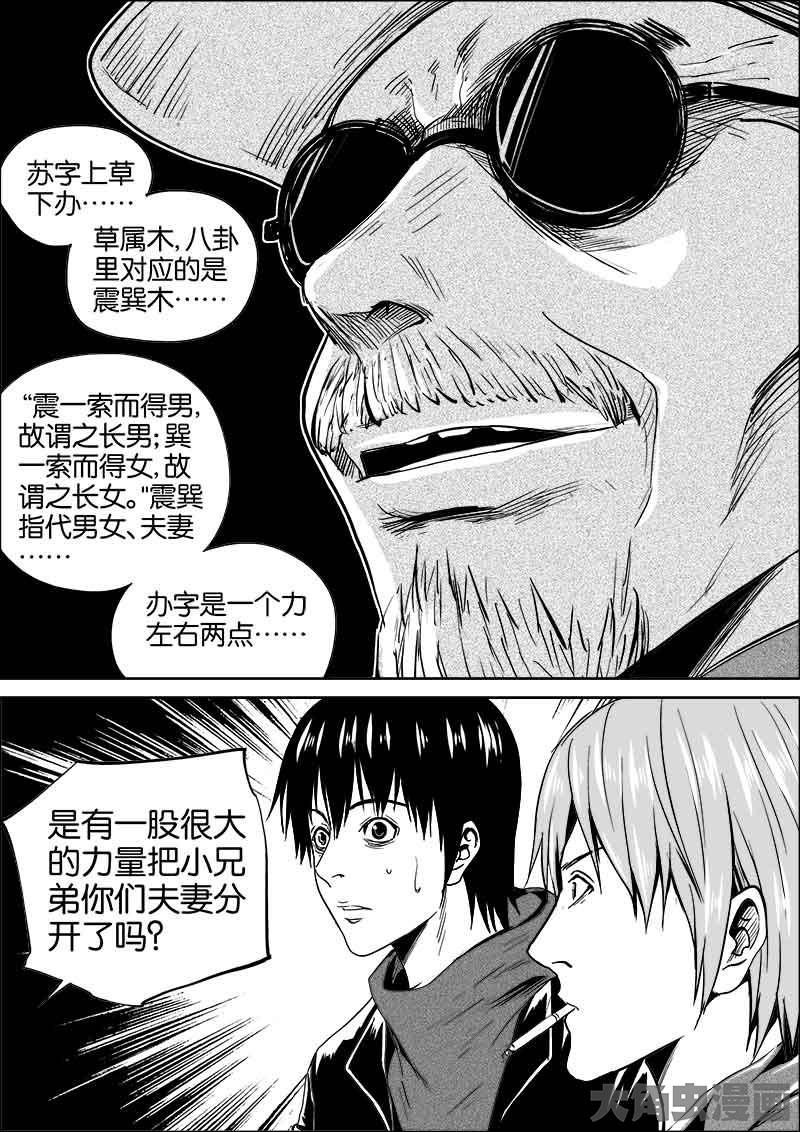 苏字上草
下办……
草属木，八卦
里对应的是
震巽木……
“震一索而得男，
故谓之长男；巽
一索而得女，故
谓之长女。"震巽
指代男女、夫妻
……
办字是一个力
左右两点……
是有一股很大
的力量把小兄
弟你们夫妻分
开了吗？
大角虫漫画